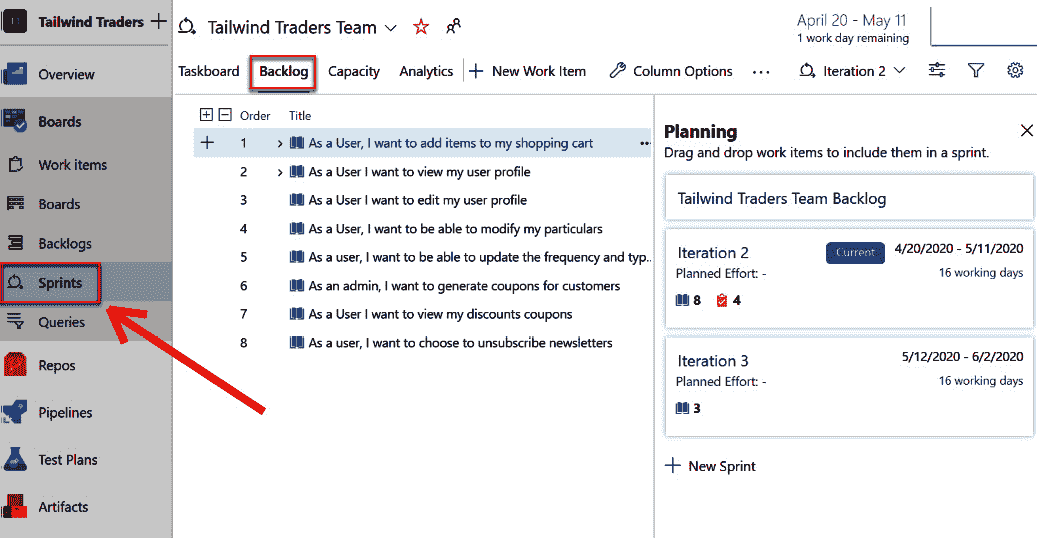 Tailwind Traders
Overview
Boards
Work items
Boards
Backlogs
Sprints
Queries
Repos
Pipelines
Test Plans
Artifacts
Tailwind Traders Team
April 20 - May 11
1 work day remaining
Taskboard Backlog Capacity Analytics New Work Item Column Options ... Iteration 2
Order Title
1 As a User, I want to add items to my shopping cart ...
2 As a User I want to view my user profile
3 As a User I want to edit my user profile
4 As a User, I want to be able to modify my particulars
5 As a user, I want to be able to update the frequency and typ..
6 As an admin, I want to generate coupons for customers
7 As a User I want to view my discounts coupons
8 As a user, I want to choose to unsubscribe newsletters
Planning
Drag and drop work items to include them in a sprint.
Tailwind Traders Team Backlog
Iteration 2 Current 4/20/2020 - 5/11/2020
Planned Effort: - 16 working days
8 4
Iteration 3 5/12/2020 - 6/2/2020
Planned Effort: - 16 working days
3
New Sprint